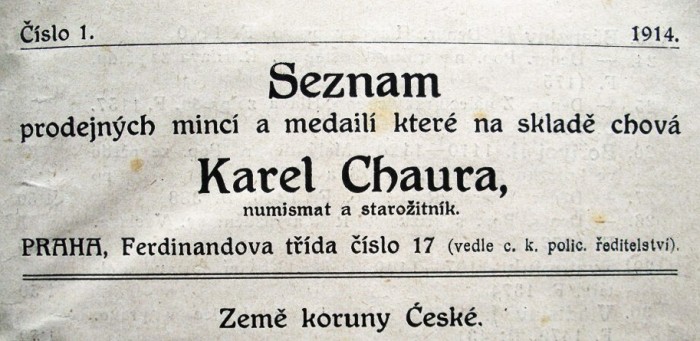 Číslo 1. 1914.
Seznam
prodejných mincí a medailí které na skladě chová
Karel Chaura,
numismat a starožitník.
PRAHA, Ferdinandova třída číslo 17 (vedle c. k. polic. ředitelství).
Země koruny České.